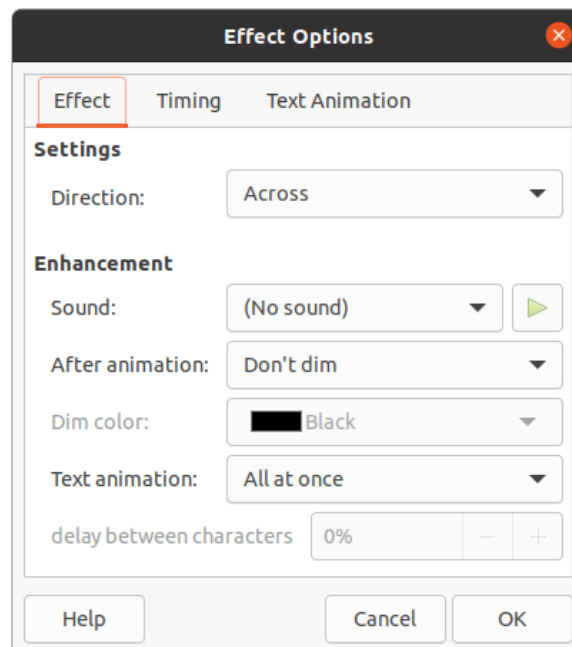 Effect Options
Effect Timing Text Animation
Settings
Direction: Across
Enhancement
Sound: (No sound)
After animation: Don't dim
Dim color: Black
Text animation: All at once
delay between characters 0%
Help Cancel OK